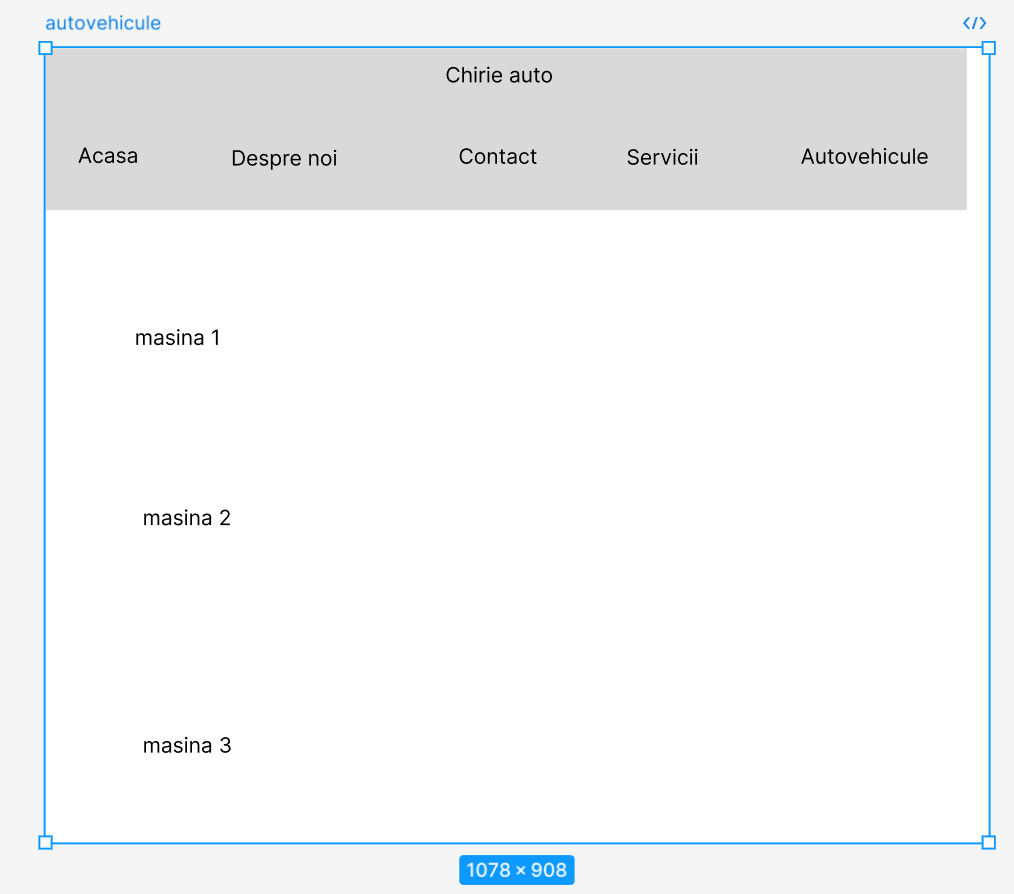 autovehicule
Chirie auto
Acasa Despre noi Contact Servicii Autovehicule
masina 1
masina 2
masina 3
1078 × 908